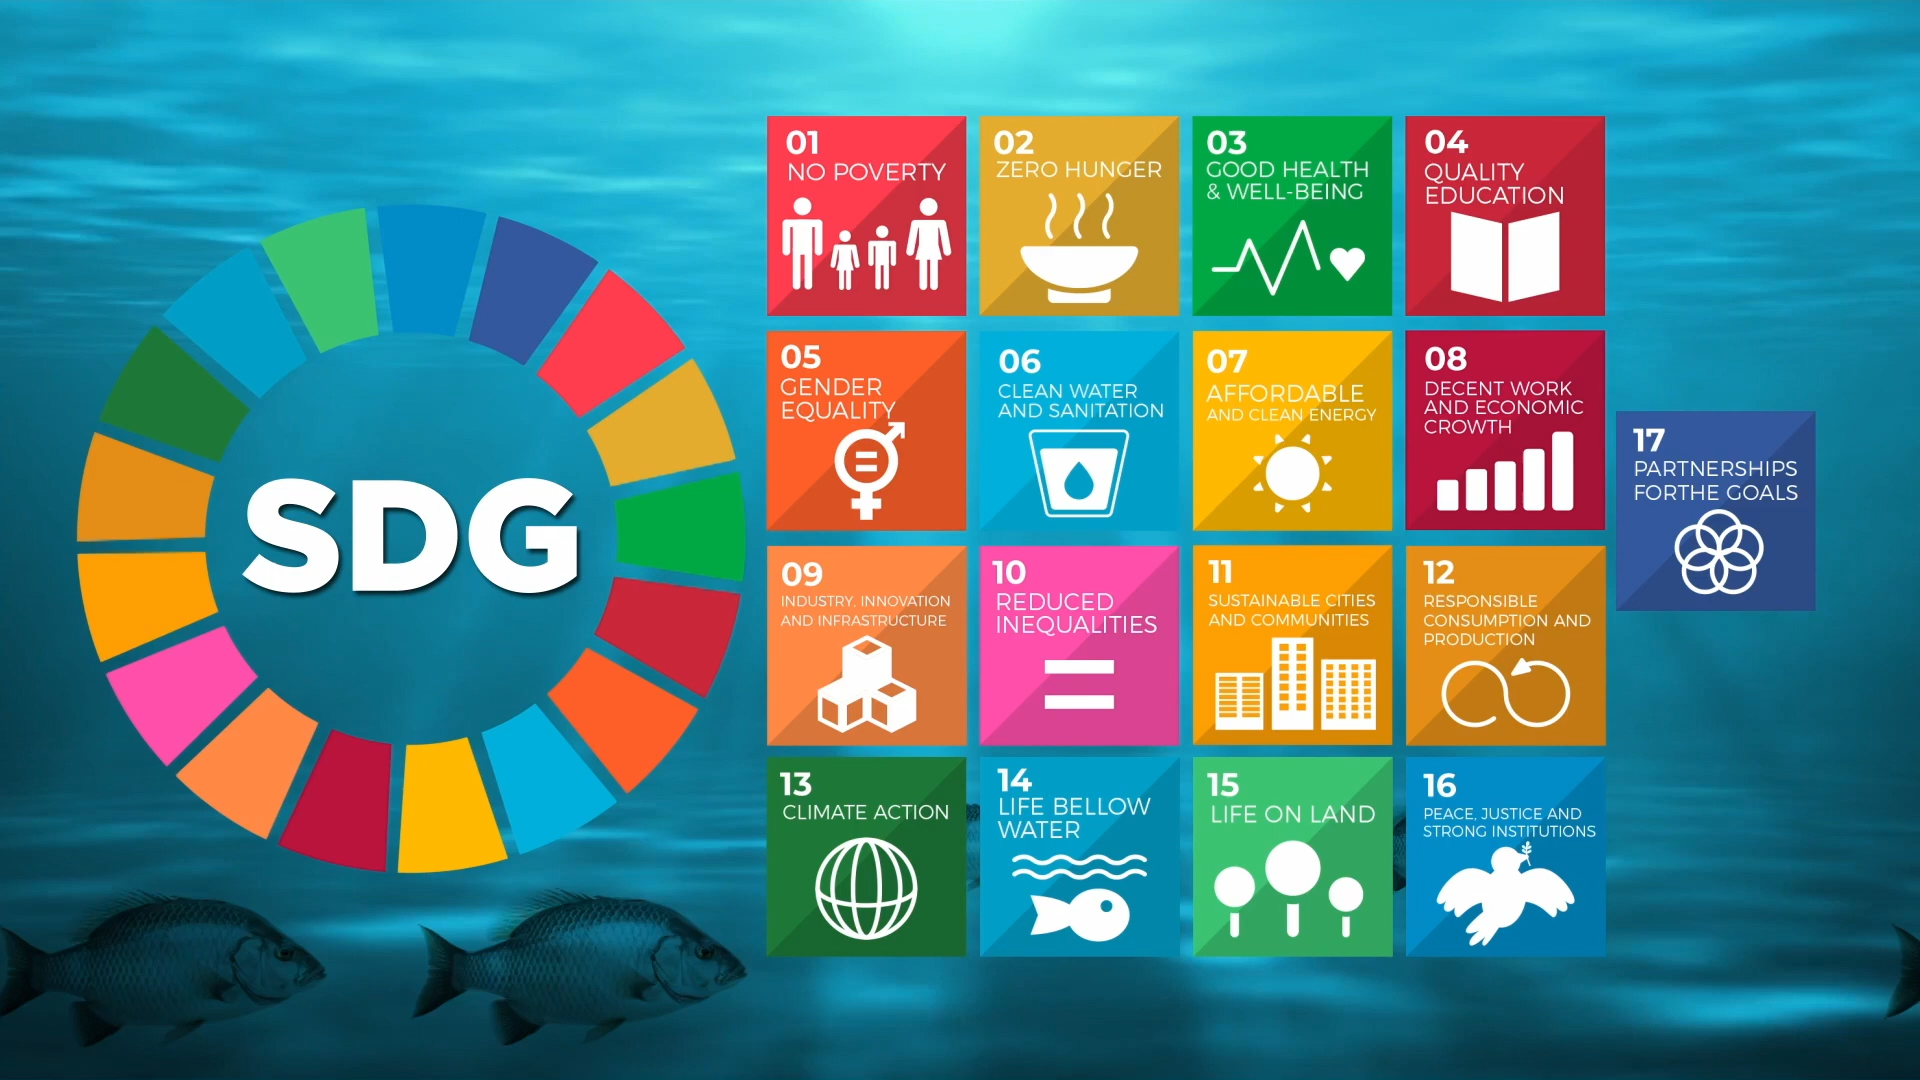 SDG
01
NO POVERTY
02
ZERO HUNGER
03
GOOD HEALTH
& WELL-BEING
04
QUALITY
EDUCATION
05
GENDER
EQUALITY
06
CLEAN WATER
AND SANITATION
07
AFFORDABLE
AND CLEAN ENERGY
08
DECENT WORK
AND ECONOMIC
GROWTH
09
INDUSTRY, INNOVATION
AND INFRASTRUCTURE
10
REDUCED
INEQUALITIES
11
SUSTAINABLE CITIES
AND COMMUNITIES
12
RESPONSIBLE
CONSUMPTION AND
PRODUCTION
13
CLIMATE ACTION
14
LIFE BELLOW
WATER
15
LIFE ON LAND
16
PEACE, JUSTICE AND
STRONG INSTITUTIONS
17
PARTNERSHIPS
FORTHE GOALS